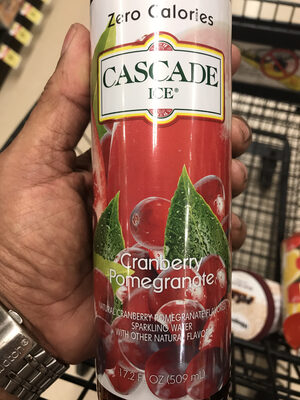 Zero Calories
CASCADE
ICE®
Cranberry
Pomegranate
NATURAL CRANBERRY POMEGRANATE FLAVORED
SPARKLING WATER
WITH OTHER NATURAL FLAVORS
17.2 FL OZ (509 mL)